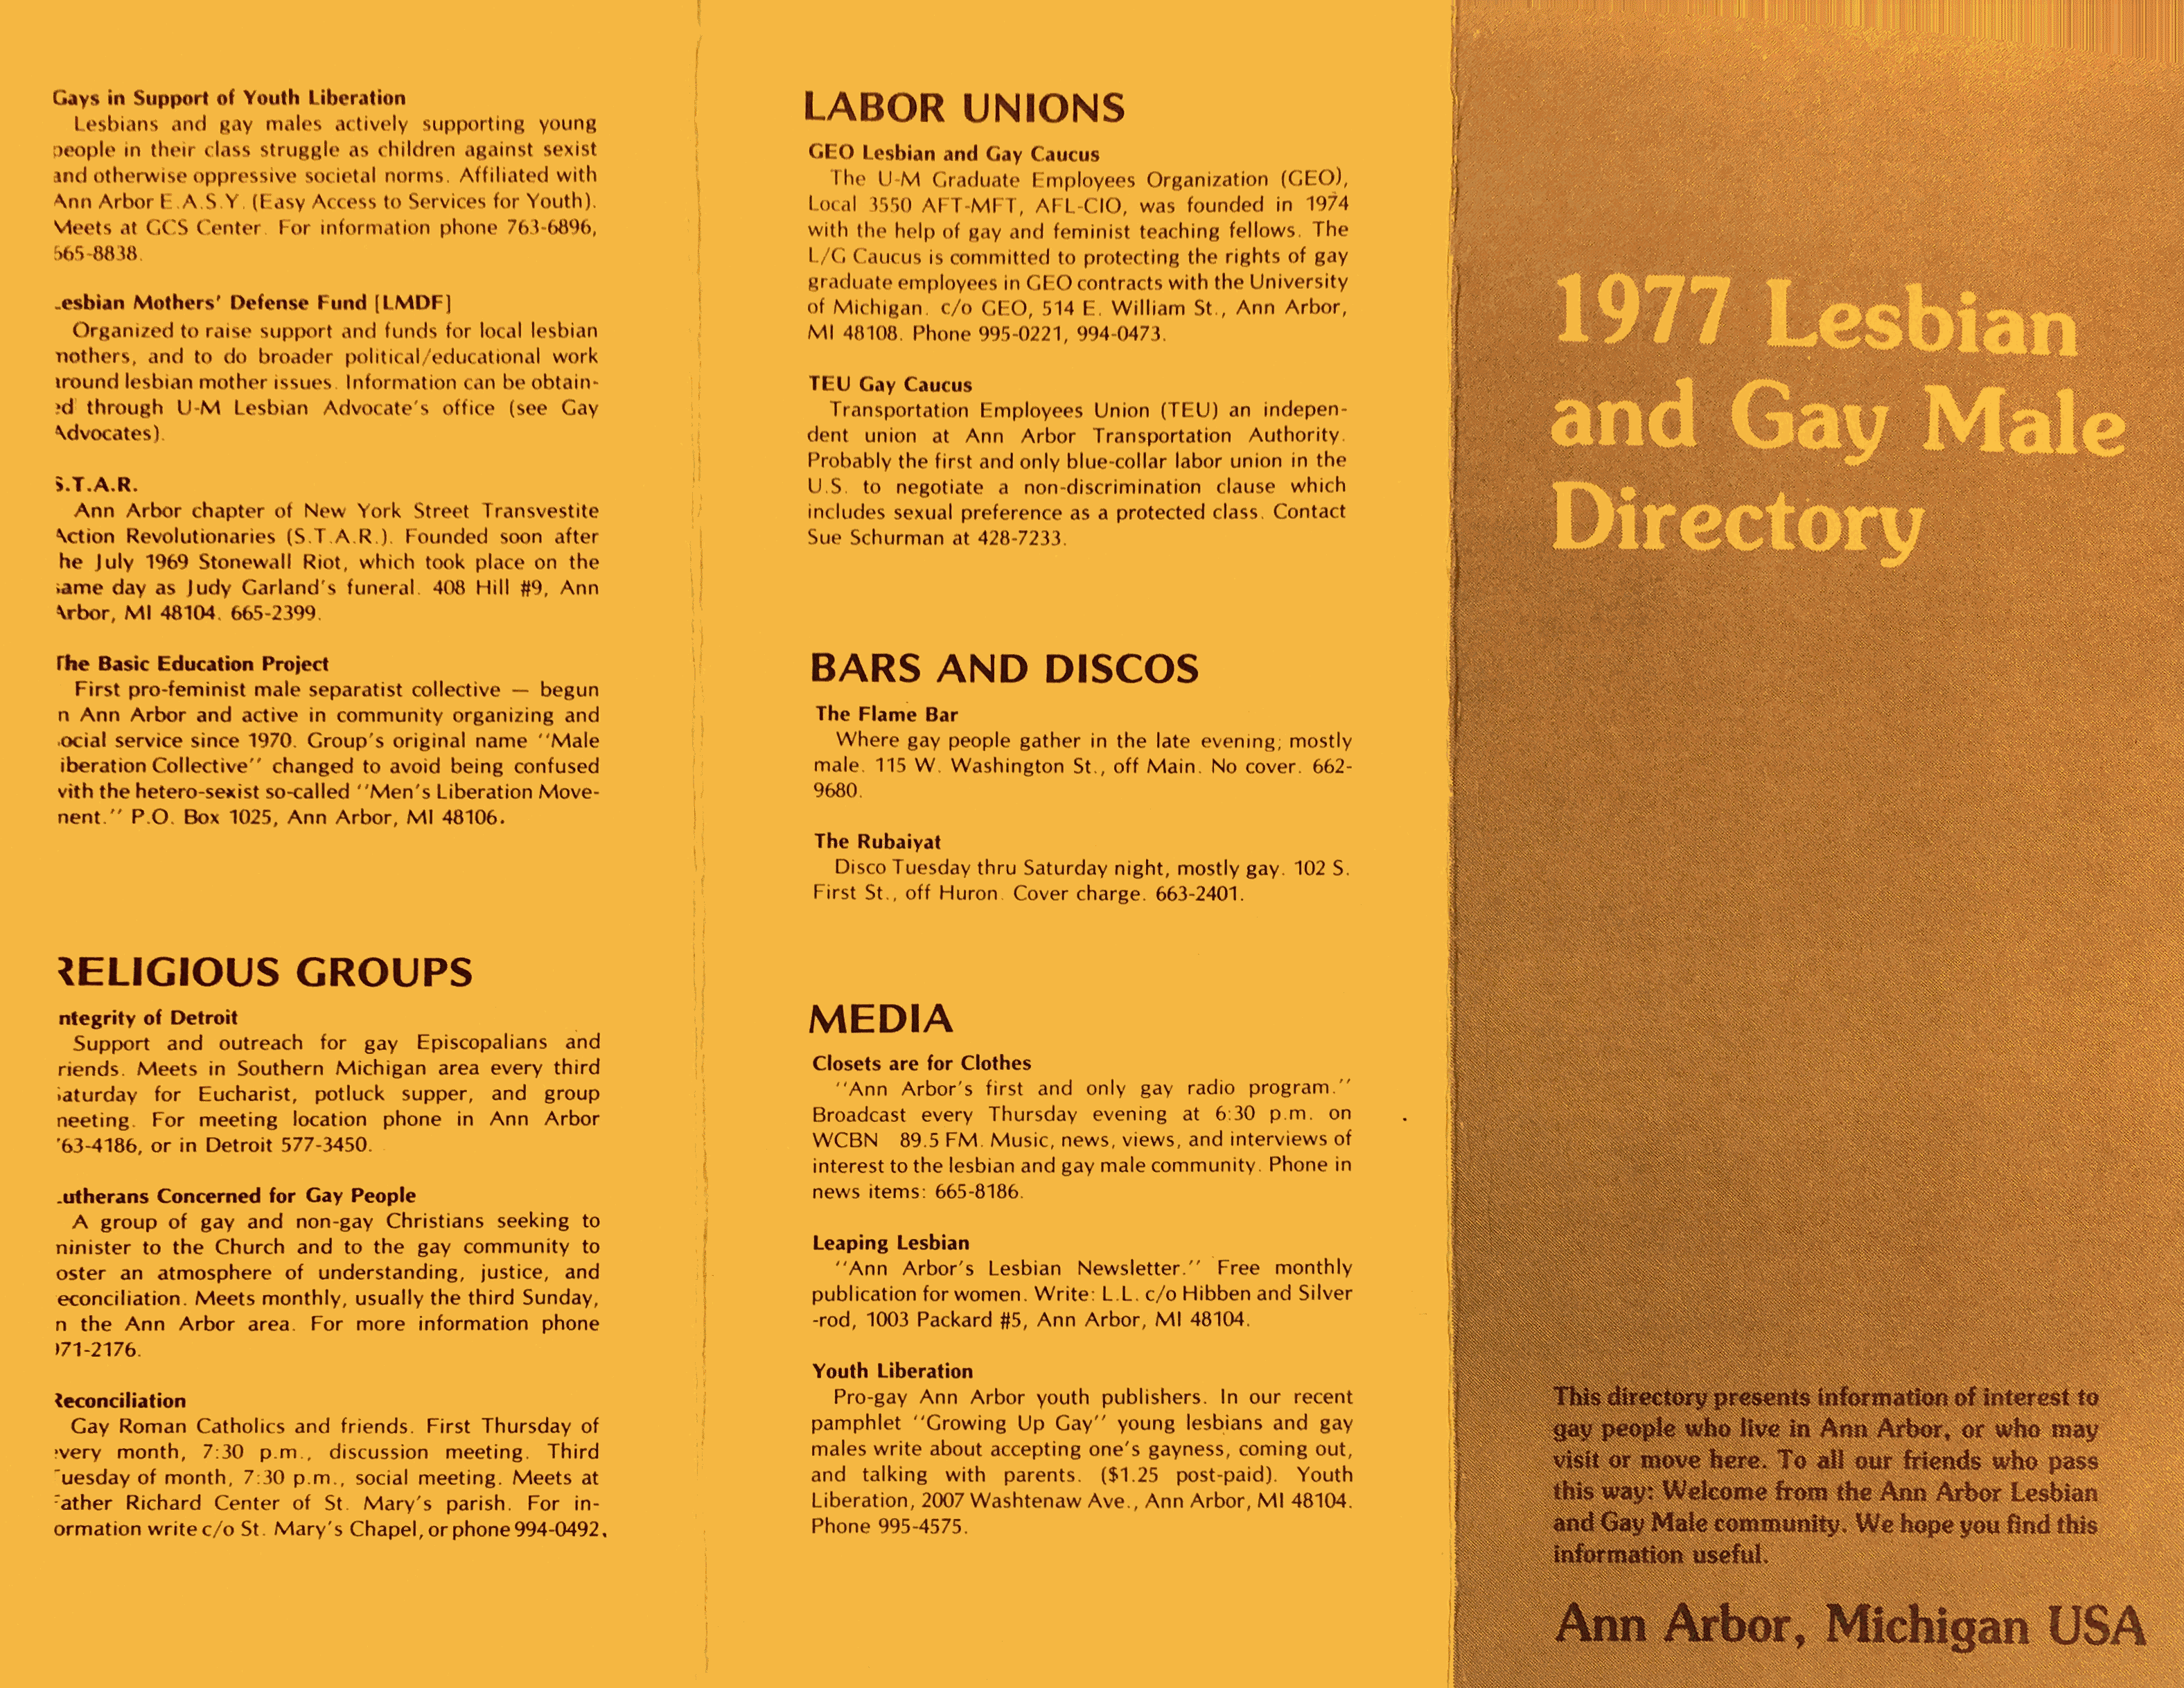 Gays in Support of Youth Liberation
Lesbians and gay males actively supporting young
people in their class struggle as children against sexist
and otherwise oppressive societal norms. Affiliated with
Ann Arbor E.A.S.Y. (Easy Access to Services for Youth).
Meets at GCS Center. For information phone 763-6896,
665-8838.
Lesbian Mothers' Defense Fund [LMDF]
Organized to raise support and funds for local lesbian
mothers, and to do broader political/educational work
around lesbian mother issues. Information can be obtain-
ed through U-M Lesbian Advocate's office (see Gay
Advocates).
S.T.A.R.
Ann Arbor chapter of New York Street Transvestite
Action Revolutionaries (S.T.A.R.). Founded soon after
he July 1969 Stonewall Riot, which took place on the
same day as Judy Garland's funeral. 408 Hill #9, Ann
Arbor, MI 48104. 665-2399.
The Basic Education Project
First pro-feminist male separatist collective — begun
n Ann Arbor and active in community organizing and
ocial service since 1970. Group's original name ''Male
iberation Collective'' changed to avoid being confused
with the hetero-sexist so-called ''Men's Liberation Move-
ment.'' P.O. Box 1025, Ann Arbor, MI 48106.
RELIGIOUS GROUPS
ntegrity of Detroit
Support and outreach for gay Episcopalians and
riends. Meets in Southern Michigan area every third
Saturday for Eucharist, potluck supper, and group
meeting. For meeting location phone in Ann Arbor
763-4186, or in Detroit 577-3450.
Lutherans Concerned for Gay People
A group of gay and non-gay Christians seeking to
minister to the Church and to the gay community to
oster an atmosphere of understanding, justice, and
econciliation. Meets monthly, usually the third Sunday,
n the Ann Arbor area. For more information phone
971-2176.
Reconciliation
Gay Roman Catholics and friends. First Thursday of
every month, 7:30 p.m., discussion meeting. Third
Tuesday of month, 7:30 p.m., social meeting. Meets at
Father Richard Center of St. Mary's parish. For in-
ormation write c/o St. Mary's Chapel, or phone 994-0492.
LABOR UNIONS
GEO Lesbian and Gay Caucus
The U-M Graduate Employees Organization (GEO),
Local 3550 AFT-MFT, AFL-CIO, was founded in 1974
with the help of gay and feminist teaching fellows. The
L/G Caucus is committed to protecting the rights of gay
graduate employees in GEO contracts with the University
of Michigan. c/o GEO, 514 E. William St., Ann Arbor,
MI 48108. Phone 995-0221, 994-0473.
TEU Gay Caucus
Transportation Employees Union (TEU) an indepen-
dent union at Ann Arbor Transportation Authority.
Probably the first and only blue-collar labor union in the
U.S. to negotiate a non-discrimination clause which
includes sexual preference as a protected class. Contact
Sue Schurman at 428-7233.
BARS AND DISCOS
The Flame Bar
Where gay people gather in the late evening; mostly
male. 115 W. Washington St., off Main. No cover. 662-
9680.
The Rubaiyat
Disco Tuesday thru Saturday night, mostly gay. 102 S.
First St., off Huron. Cover charge. 663-2401.
MEDIA
Closets are for Clothes
''Ann Arbor's first and only gay radio program.''
Broadcast every Thursday evening at 6:30 p.m. on
WCBN 89.5 FM. Music, news, views, and interviews of
interest to the lesbian and gay male community. Phone in
news items: 665-8186.
Leaping Lesbian
''Ann Arbor's Lesbian Newsletter.'' Free monthly
publication for women. Write: L.L. c/o Hibben and Silver
-rod, 1003 Packard #5, Ann Arbor, MI 48104.
Youth Liberation
Pro-gay Ann Arbor youth publishers. In our recent
pamphlet ''Growing Up Gay'' young lesbians and gay
males write about accepting one's gayness, coming out,
and talking with parents. ($1.25 post-paid). Youth
Liberation, 2007 Washtenaw Ave., Ann Arbor, MI 48104.
Phone 995-4575.
1977 Lesbian
and Gay Male
Directory
This directory presents information of interest to
gay people who live in Ann Arbor, or who may
visit or move here. To all our friends who pass
this way: Welcome from the Ann Arbor Lesbian
and Gay Male community. We hope you find this
information useful.
Ann Arbor, Michigan USA